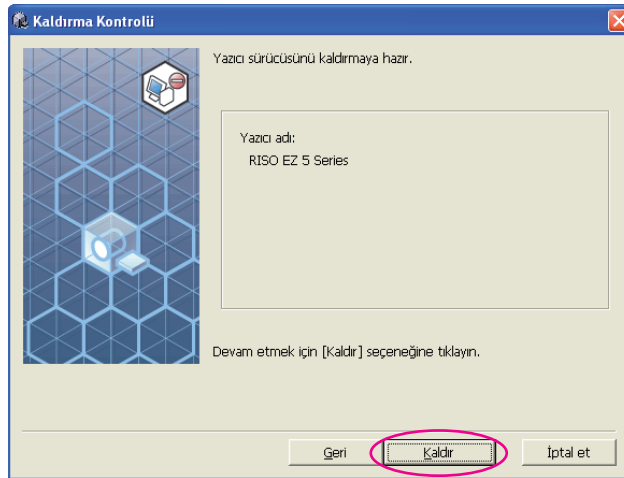 Kaldırma Kontrolü
Yazıcı sürücüsünü kaldırmaya hazır.
Yazıcı adı:
RISO EZ 5 Series
Devam etmek için [Kaldır] seçeneğine tıklayın.
Geri
Kaldır
İptal et